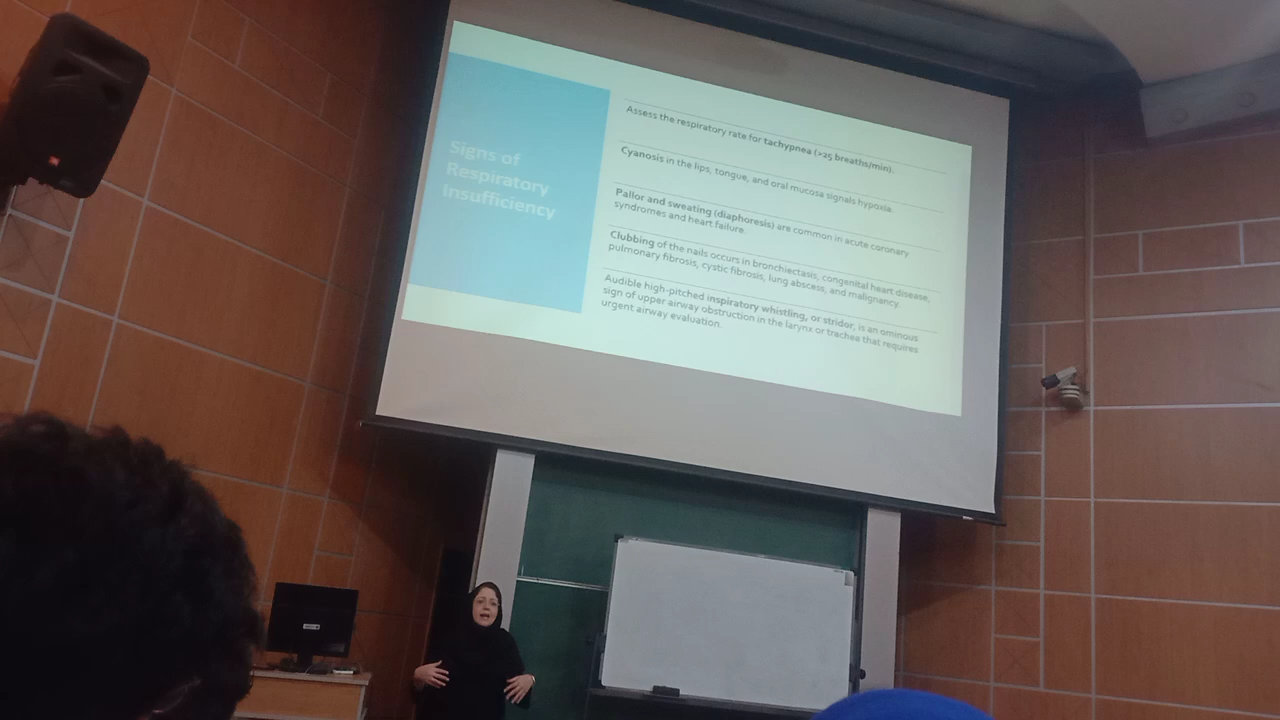 Signs of
Respiratory
Insufficiency
Assess the respiratory rate for tachypnea (>25 breaths/min).
Cyanosis in the lips, tongue, and oral mucosa signals hypoxia.
Pallor and sweating (diaphoresis) are common in acute coronary
syndromes and heart failure.
Clubbing of the nails occurs in bronchiectasis, congenital heart disease,
pulmonary fibrosis, cystic fibrosis, lung abscess, and malignancy.
Audible high-pitched inspiratory whistling, or stridor, is an ominous
sign of upper airway obstruction in the larynx or trachea that requires
urgent airway evaluation.